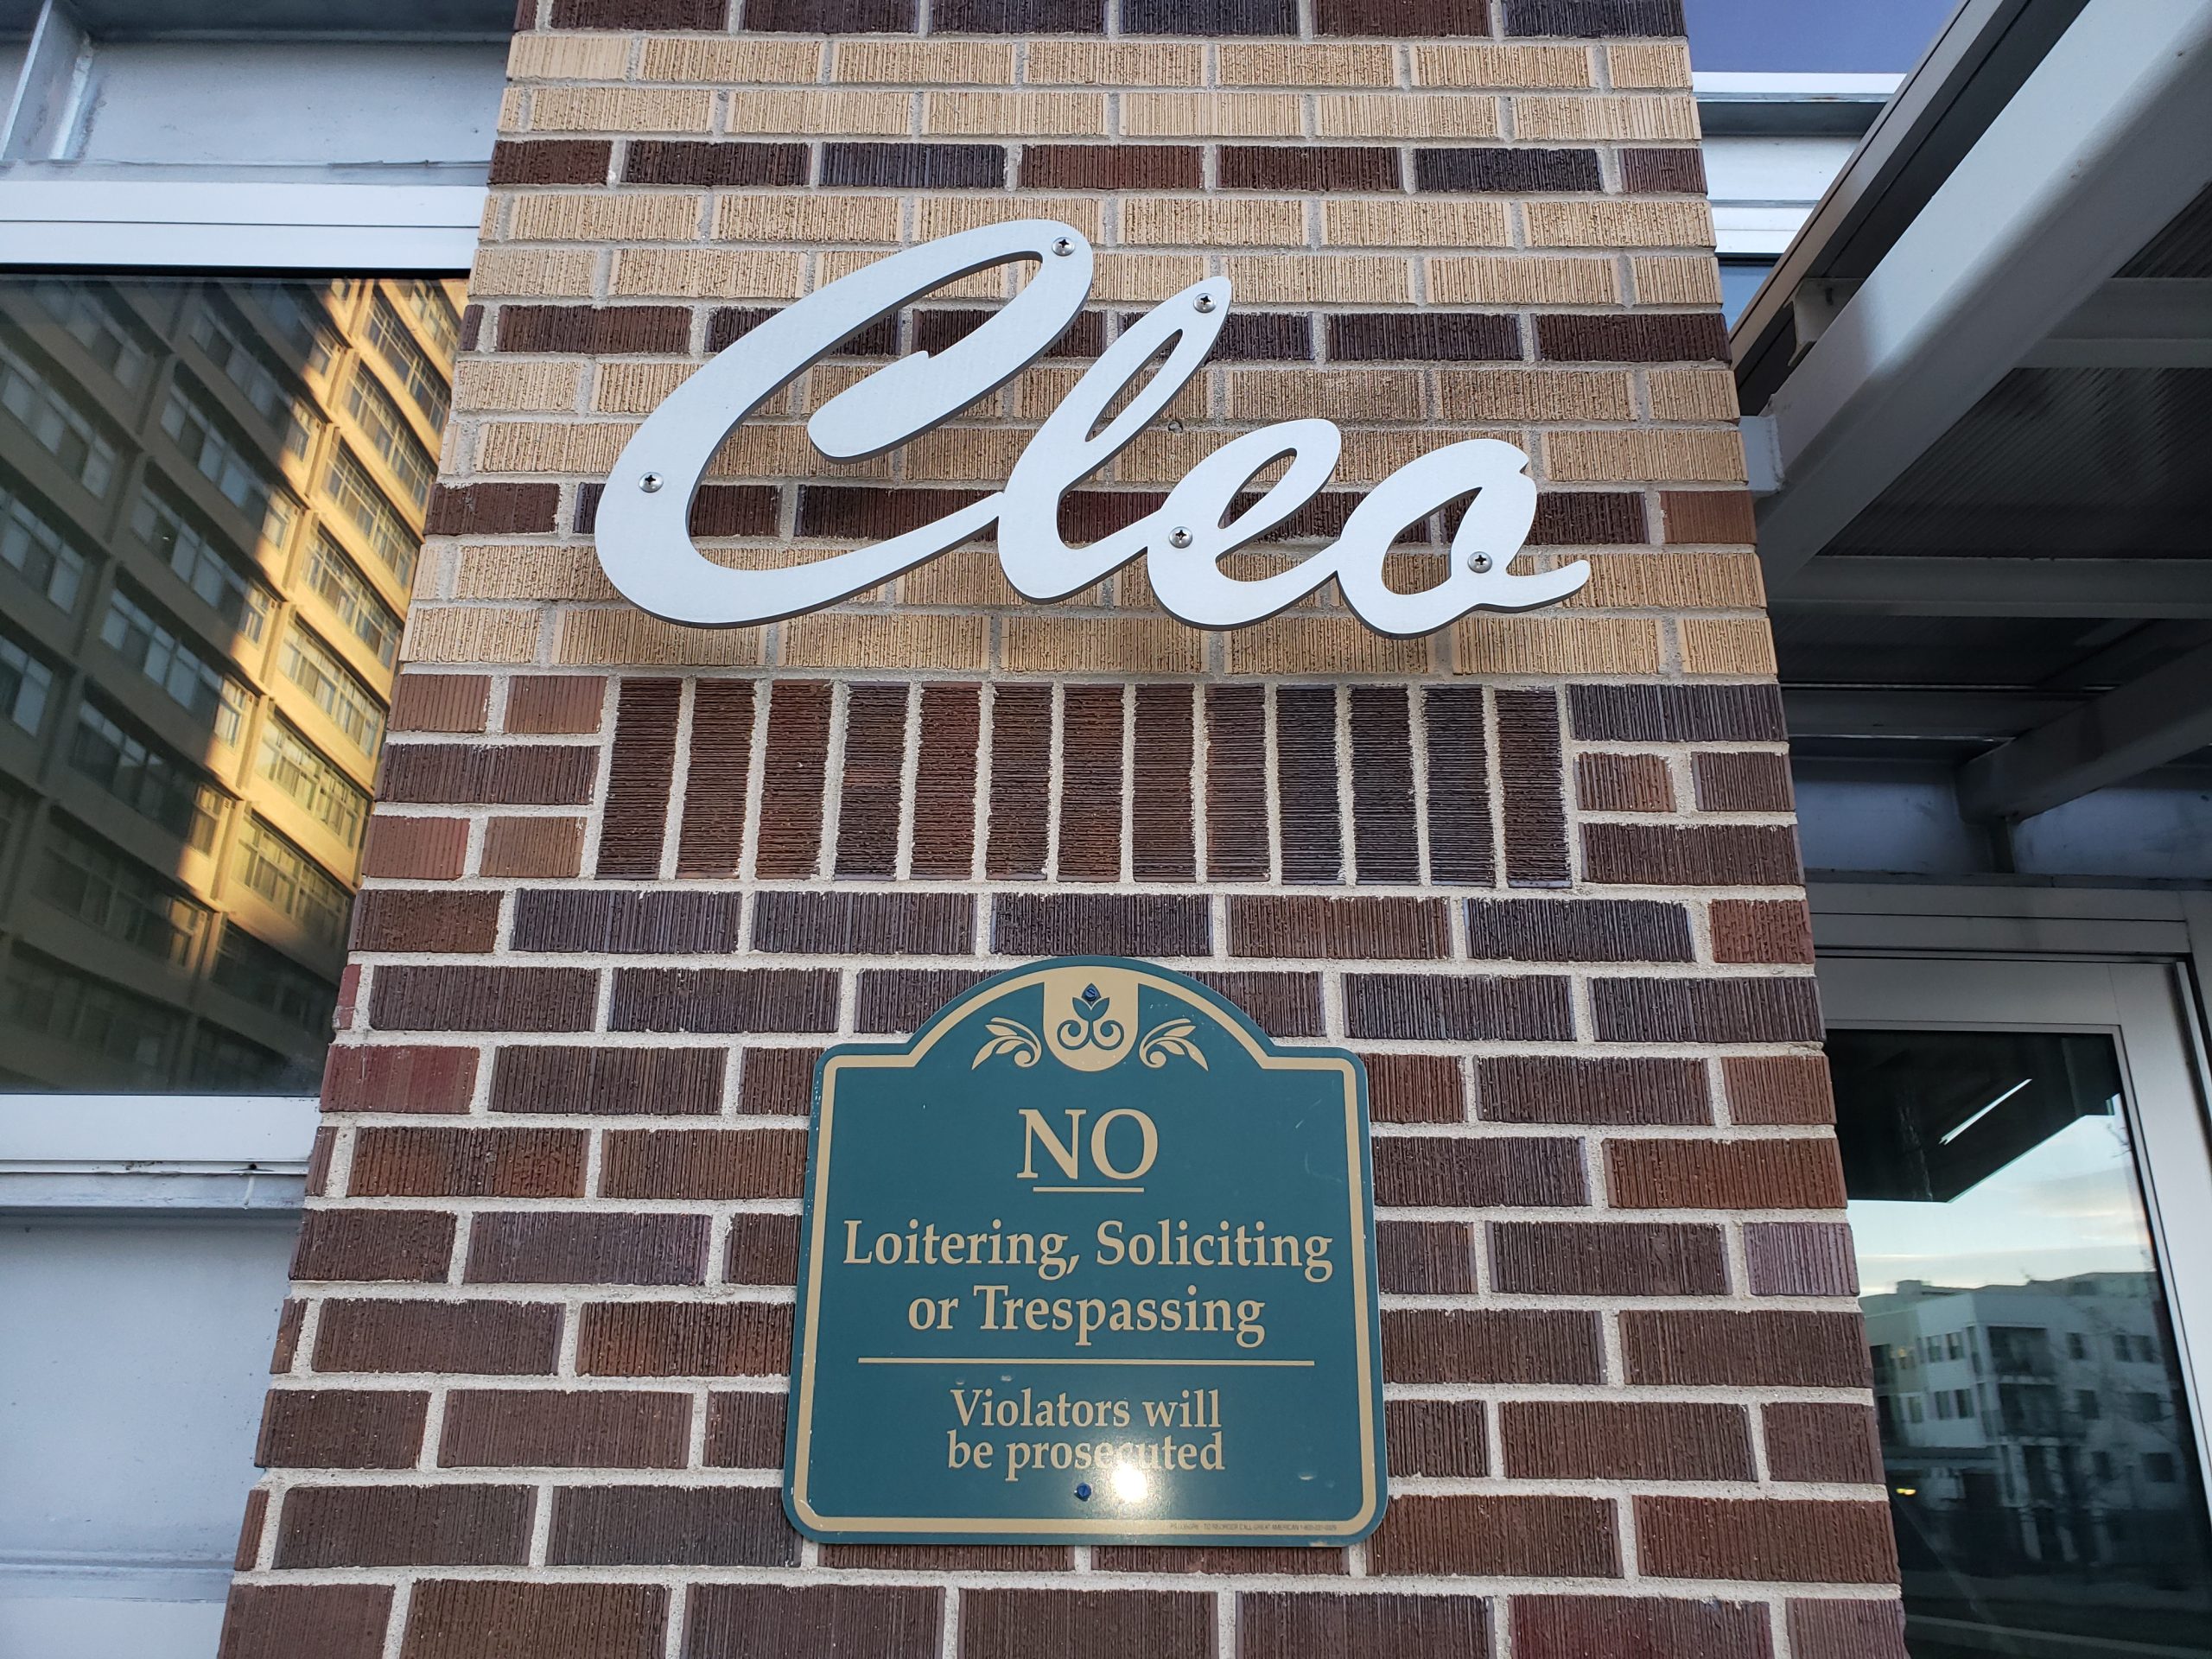 Cleo
NO
Loitering, Soliciting
or Trespassing
Violators will
be prosecuted